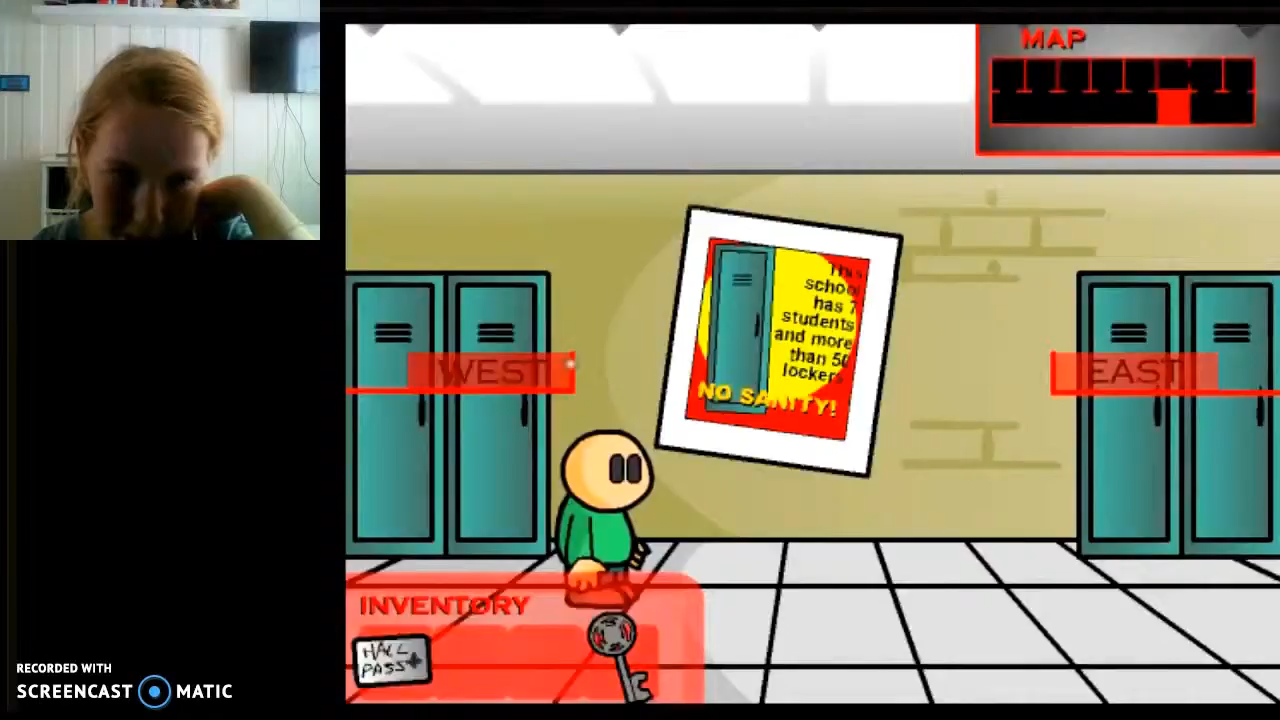 MAP
This
school
has 7
students
and more
than 50
lockers
NO SANITY!
WEST
EAST
INVENTORY
HALL
PASS
RECORDED WITH
SCREENCAST MATIC